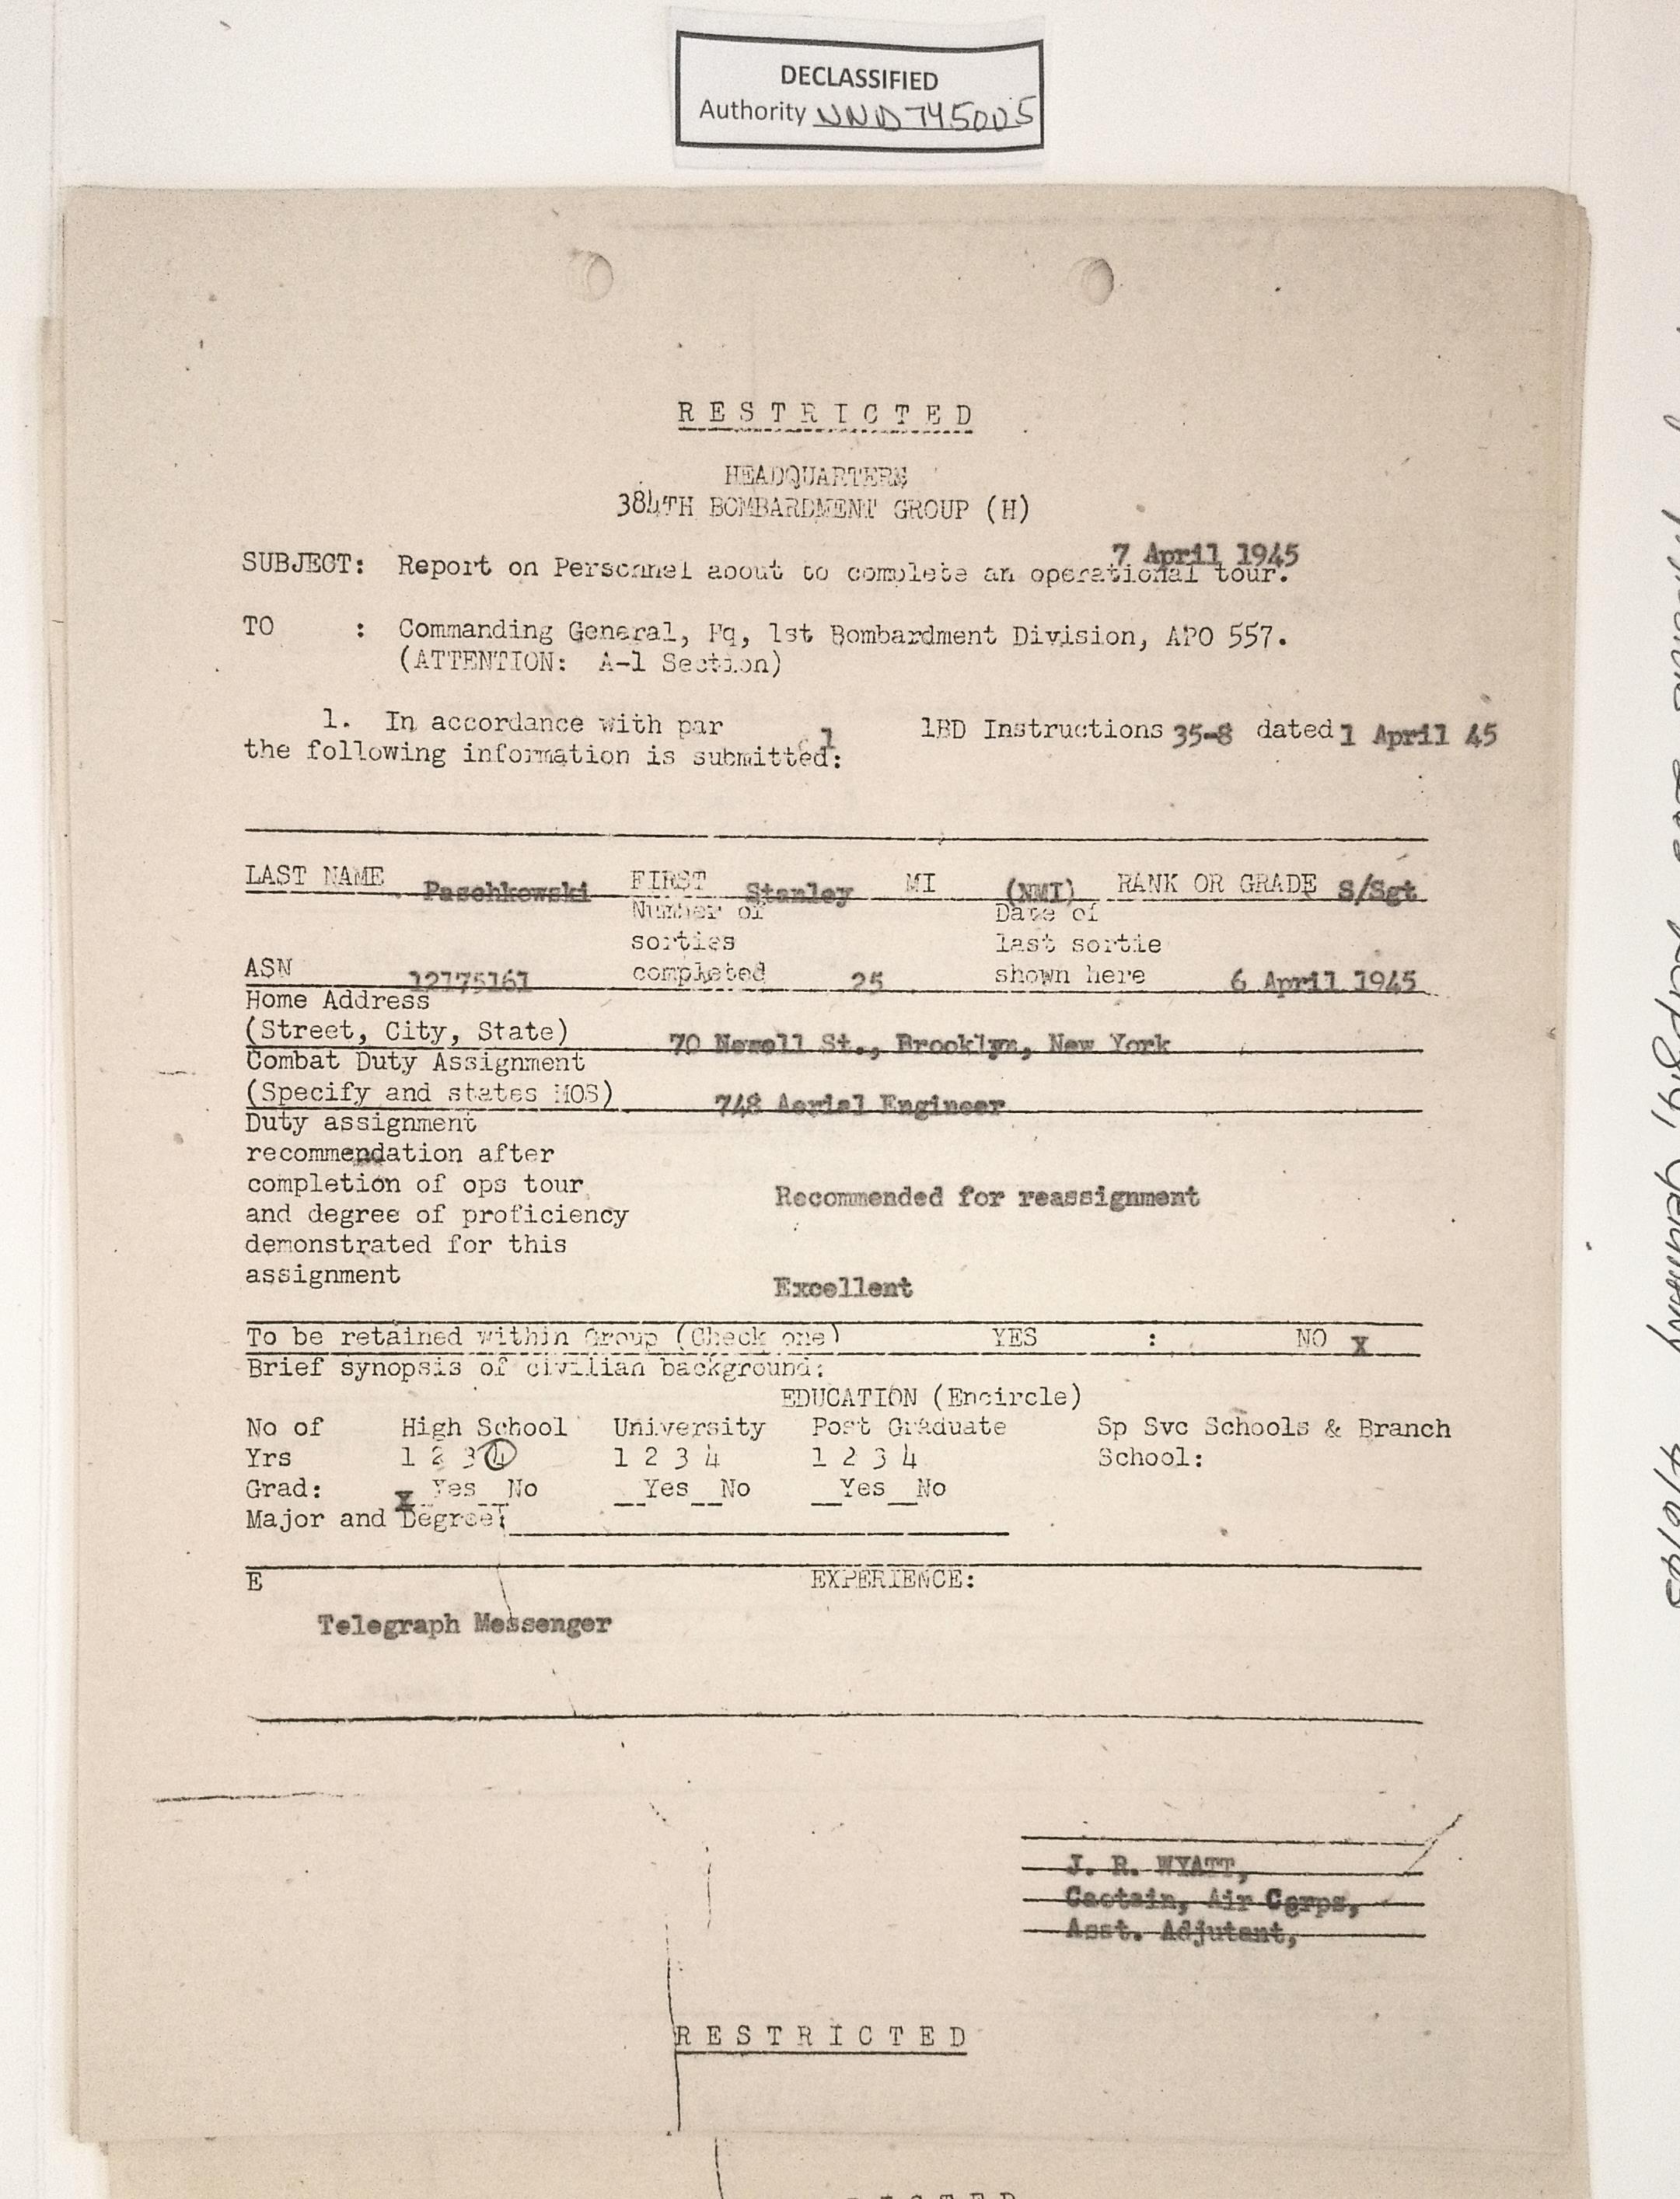 DECLASSIFIED
Authority NND 745005
RESTRICTED
HEADQUARTERS
384TH BOMBARDMENT GROUP (H)
7 April 1945
SUBJECT: Report on Personnel about to complete an operational tour.
TO : Commanding General, Hq, 1st Bombardment Division, APO 557.
(ATTENTION: A-1 Section)
1. In accordance with par 1 1BD Instructions 35-8 dated 1 April 45
the following information is submitted:
LAST NAME Paschkowski FIRST Stanley MI (NMI) RANK OR GRADE S/Sgt
Number of Date of
sorties last sortie
ASN 12175161 completed 25 shown here 6 April 1945
Home Address
(Street, City, State) 70 Newell St., Brooklyn, New York
Combat Duty Assignment
(Specify and states MOS) 748 Aerial Engineer
Duty assignment
recommendation after
completion of ops tour Recommended for reassignment
and degree of proficiency
demonstrated for this
assignment Excellent
To be retained within Group (Check one) YES : NO X
Brief synopsis of civilian background:
EDUCATION (Encircle)
No of High School University Post Graduate Sp Svc Schools & Branch
Yrs 1 2 3 4 1 2 3 4 1 2 3 4 School:
Grad: X Yes __No __Yes__No __Yes__No
Major and Degree:
E EXPERIENCE:
Telegraph Messenger
J. R. WYATT,
Captain, Air Corps,
Asst. Adjutant,
RESTRICTED